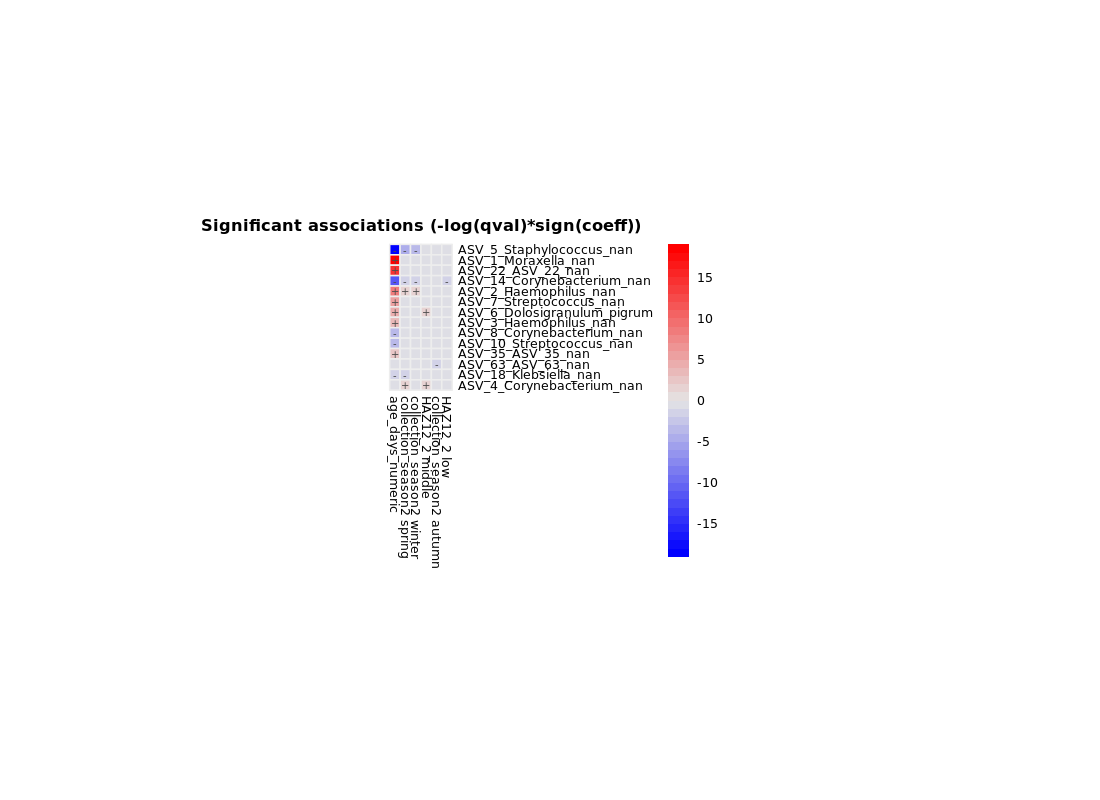 Significant associations (-log(qval)*sign(coeff))
ASV_5_Staphylococcus_nan
ASV_1_Moraxella_nan
ASV_22_ASV_22_nan
ASV_14_Corynebacterium_nan
ASV_2_Haemophilus_nan
ASV_7_Streptococcus_nan
ASV_6_Dolosigranulum_pigrum
ASV_3_Haemophilus_nan
ASV_8_Corynebacterium_nan
ASV_10_Streptococcus_nan
ASV_35_ASV_35_nan
ASV_63_ASV_63_nan
ASV_18_Klebsiella_nan
ASV_4_Corynebacterium_nan
age_days_numeric
collection_season2 spring
collection_season2 winter
HAZ12_2 middle
collection_season2 autumn
HAZ12_2 low
15
10
5
0
-5
-10
-15